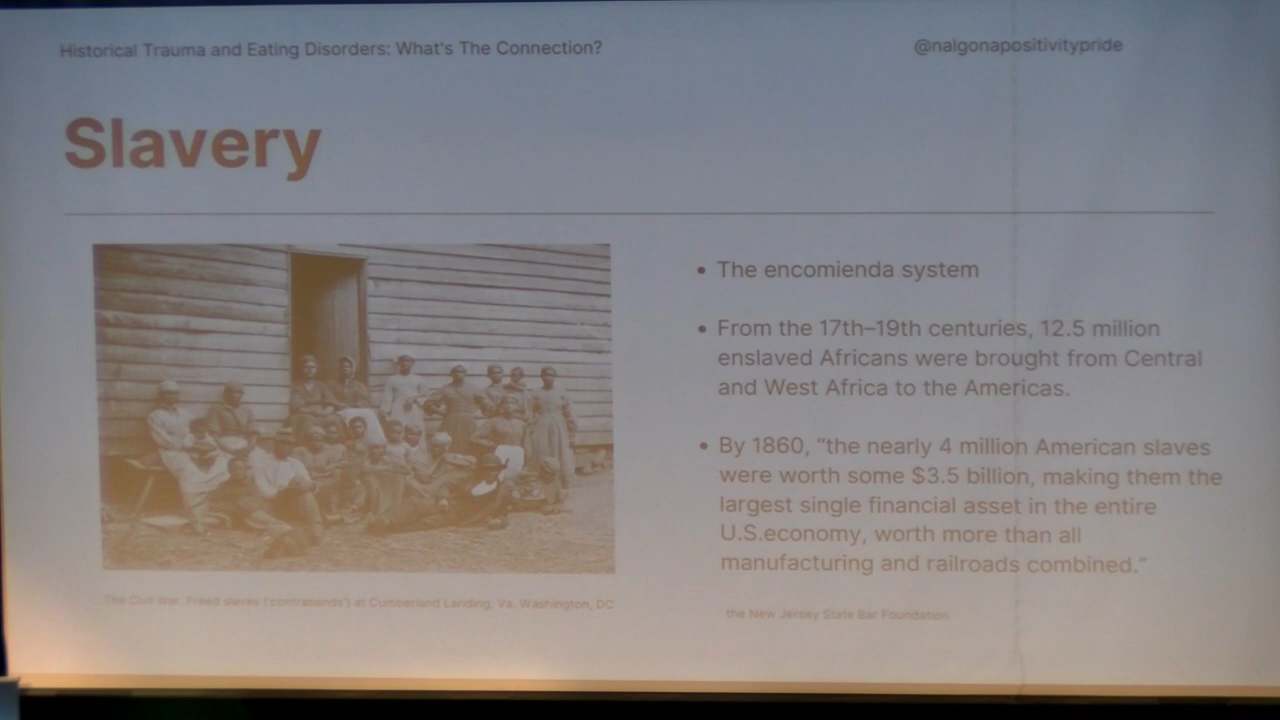 Historical Trauma and Eating Disorders: What's The Connection?
@nalgonapositivitypride
Slavery
• The encomienda system
• From the 17th–19th centuries, 12.5 million
enslaved Africans were brought from Central
and West Africa to the Americas.
• By 1860, “the nearly 4 million American slaves
were worth some $3.5 billion, making them the
largest single financial asset in the entire
U.S.economy, worth more than all
manufacturing and railroads combined.”
The Civil War. Freed slaves ('contrabands') at Cumberland Landing, Va. Washington, DC
the New Jersey State Bar Foundation